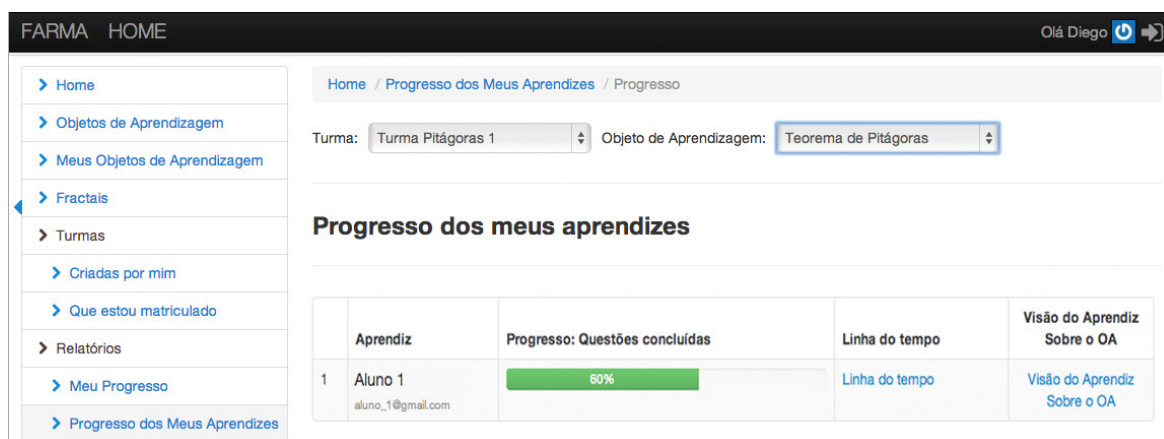 FARMA HOME
Olá Diego
Home
Objetos de Aprendizagem
Meus Objetos de Aprendizagem
Fractais
Turmas
Criadas por mim
Que estou matriculado
Relatórios
Meu Progresso
Progresso dos Meus Aprendizes
Home / Progresso dos Meus Aprendizes / Progresso
Turma: Turma Pitágoras 1 Objeto de Aprendizagem: Teorema de Pitágoras
Progresso dos meus aprendizes
Aprendiz Progresso: Questões concluídas Linha do tempo Visão do Aprendiz
Sobre o OA
1 Aluno 1 60% Linha do tempo Visão do Aprendiz
aluno_1@gmail.com Sobre o OA